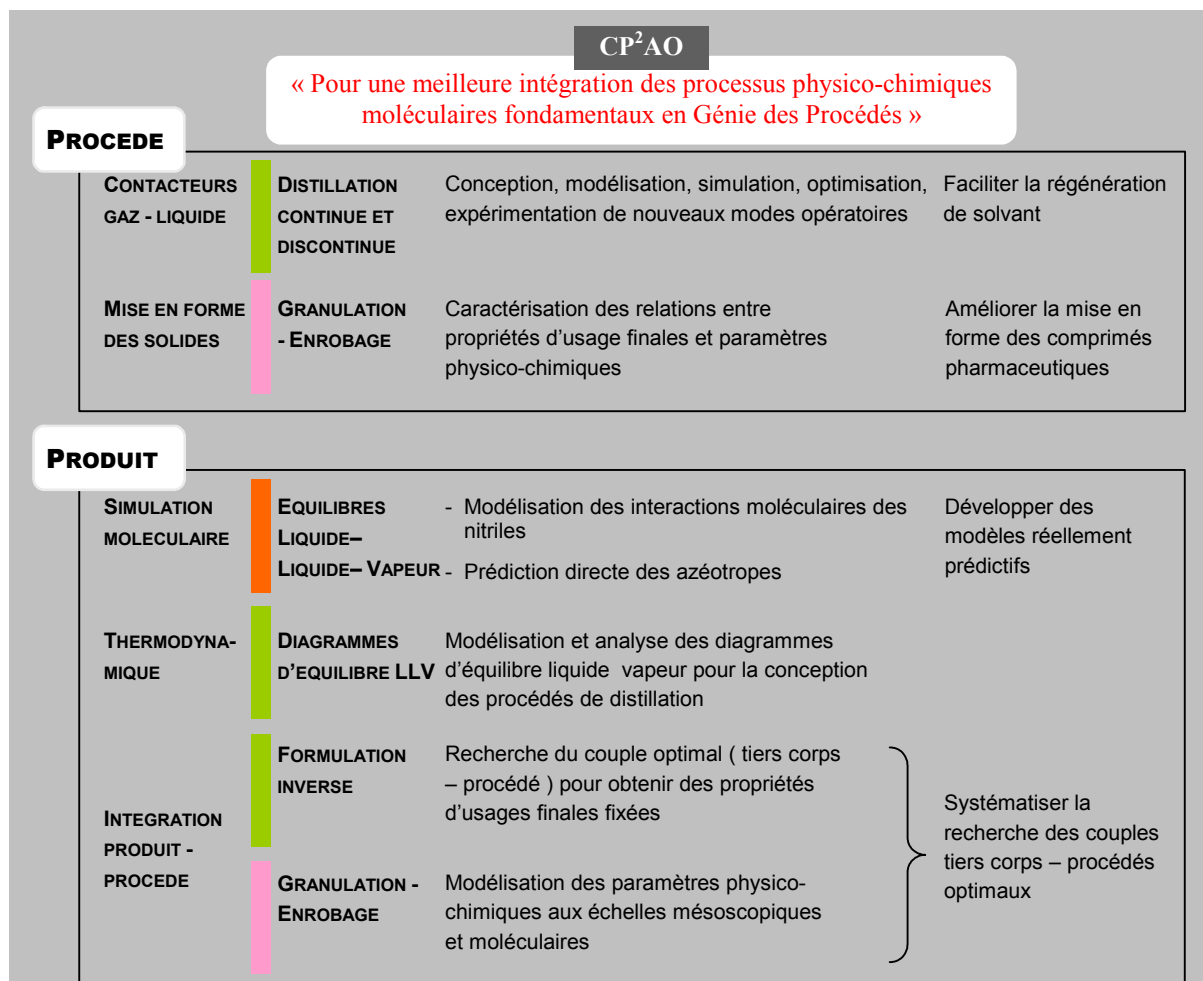 CP²AO
« Pour une meilleure intégration des processus physico-chimiques
moléculaires fondamentaux en Génie des Procédés »
PROCEDE
CONTACTEURS
GAZ - LIQUIDE
DISTILLATION
CONTINUE ET
DISCONTINUE
Conception, modélisation, simulation, optimisation,
expérimentation de nouveaux modes opératoires
Faciliter la régénération
de solvant
MISE EN FORME
DES SOLIDES
GRANULATION
- ENROBAGE
Caractérisation des relations entre
propriétés d'usage finales et paramètres
physico-chimiques
Améliorer la mise en
forme des comprimés
pharmaceutiques
PRODUIT
SIMULATION
MOLECULAIRE
EQUILIBRES
LIQUIDE–
LIQUIDE– VAPEUR
- Modélisation des interactions moléculaires des
nitriles
- Prédiction directe des azéotropes
Développer des
modèles réellement
prédictifs
THERMODYNA-
MIQUE
DIAGRAMMES
D'EQUILIBRE LLV
Modélisation et analyse des diagrammes
d'équilibre liquide vapeur pour la conception
des procédés de distillation
INTEGRATION
PRODUIT -
PROCEDE
FORMULATION
INVERSE
Recherche du couple optimal ( tiers corps
– procédé ) pour obtenir des propriétés
d'usages finales fixées
GRANULATION -
ENROBAGE
Modélisation des paramètres physico-
chimiques aux échelles mésoscopiques
et moléculaires
Systématiser la
recherche des couples
tiers corps – procédés
optimaux